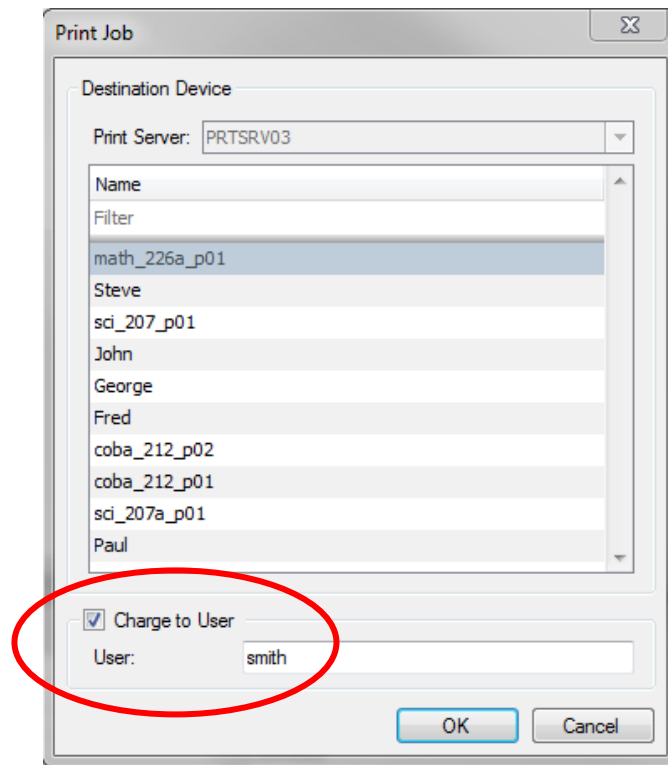 Print Job
Destination Device
Print Server: PRTSRV03
Name
Filter
math_226a_p01
Steve
sci_207_p01
John
George
Fred
coba_212_p02
coba_212_p01
sci_207a_p01
Paul
Charge to User
User: smith
OK Cancel